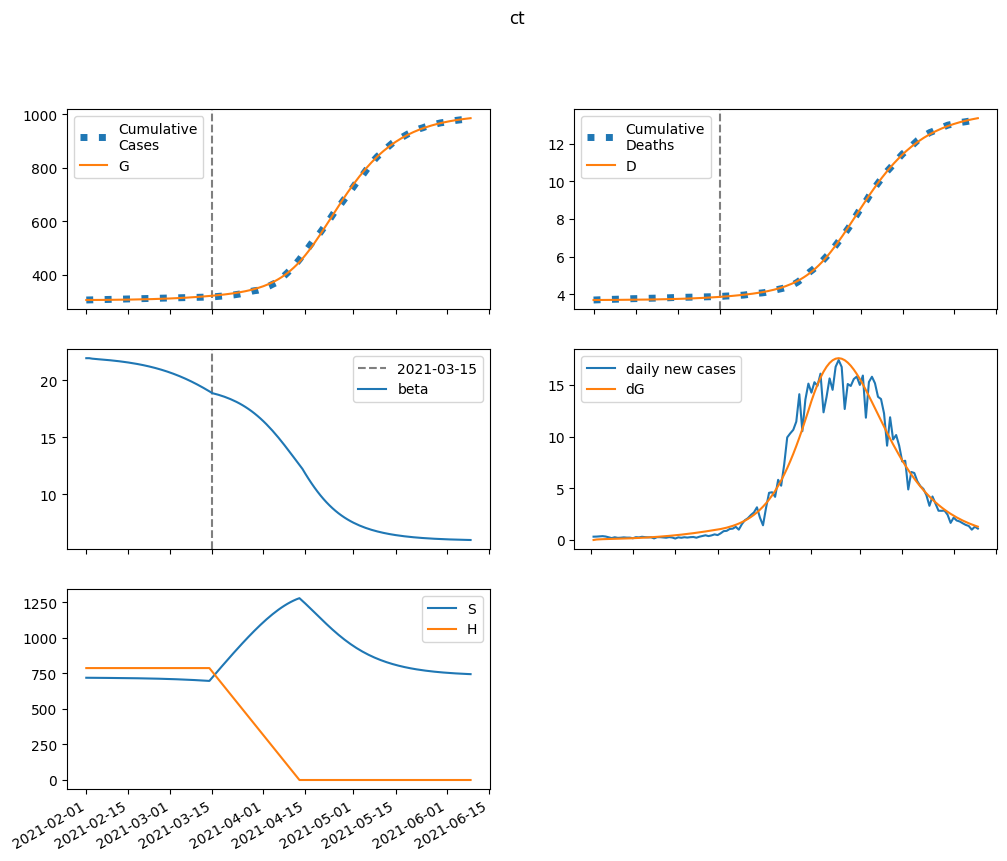 ct
Cumulative
Cases
G
1000
800
600
400
Cumulative
Deaths
D
12
10
8
6
4
2021-03-15
beta
20
15
10
daily new cases
dG
15
10
5
0
S
H
1250
1000
750
500
250
0
2021-02-01
2021-02-15
2021-03-01
2021-03-15
2021-04-01
2021-04-15
2021-05-01
2021-05-15
2021-06-01
2021-06-15